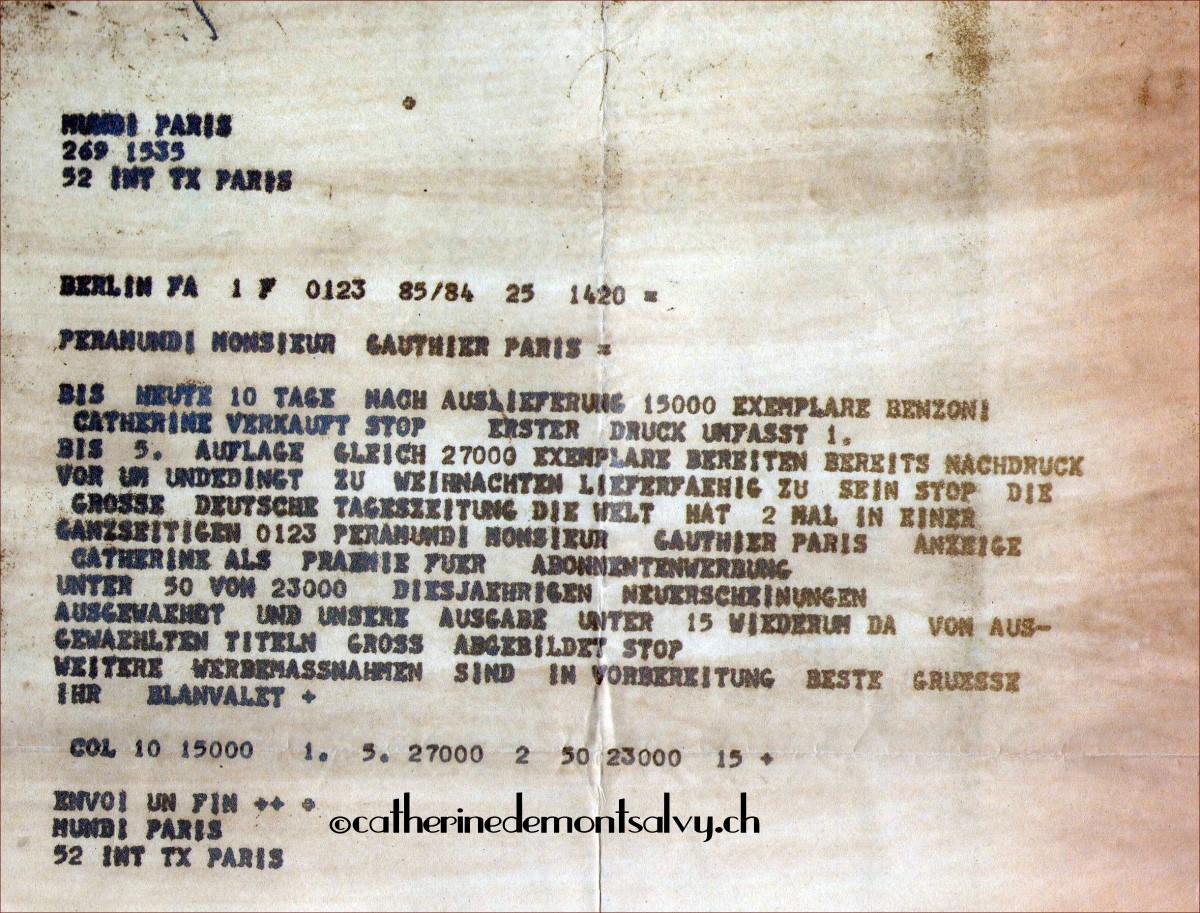 MUNDI PARIS
269 1535
52 INT TX PARIS
BERLIN FA 1 F 0123 85/84 25 1420 =
PERAMUNDI MONSIEUR GAUTHIER PARIS =
BIS HEUTE 10 TAGE NACH AUSLIEFERUNG 15000 EXEMPLARE BENZONI
CATHERINE VERKAUFT STOP ERSTER DRUCK UMFASST 1.
BIS 5. AUFLAGE GLEICH 27000 EXEMPLARE BEREITEN BEREITS NACHDRUCK
VOR UM UNDEDINGT ZU WEIHNACHTEN LIEFERFAEHIG ZU SEIN STOP DIE
GROSSE DEUTSCHE TAGESZEITUNG DIE WELT HAT 2 MAL IN EINER
GANZSEITIGEN 0123 PERAMUNDI MONSIEUR GAUTHIER PARIS ANZEIGE
CATHERINE ALS PRAEMIE FUER ABONNENTENWERBUNG
UNTER 50 VON 23000 DIESJAEHRIGEN NEUERSCHEINUNGEN
AUSGEWAEHDT UND UNSERE AUSGABE UNTER 15 WIEDERUM DA VON AUS-
GEWAEHLTEN TITELN GROSS ABGEBILDET STOP
WEITERE WERBEMASSNAHMEN SIND IN VORBEREITUNG BESTE GRUESSE
IHR BLANVALET +
COL 10 15000 1. 5. 27000 2 50 23000 15 +
ENVOI UN FIN ++ +
MUNDI PARIS
52 INT TX PARIS
©catherinedemontsalvy.ch